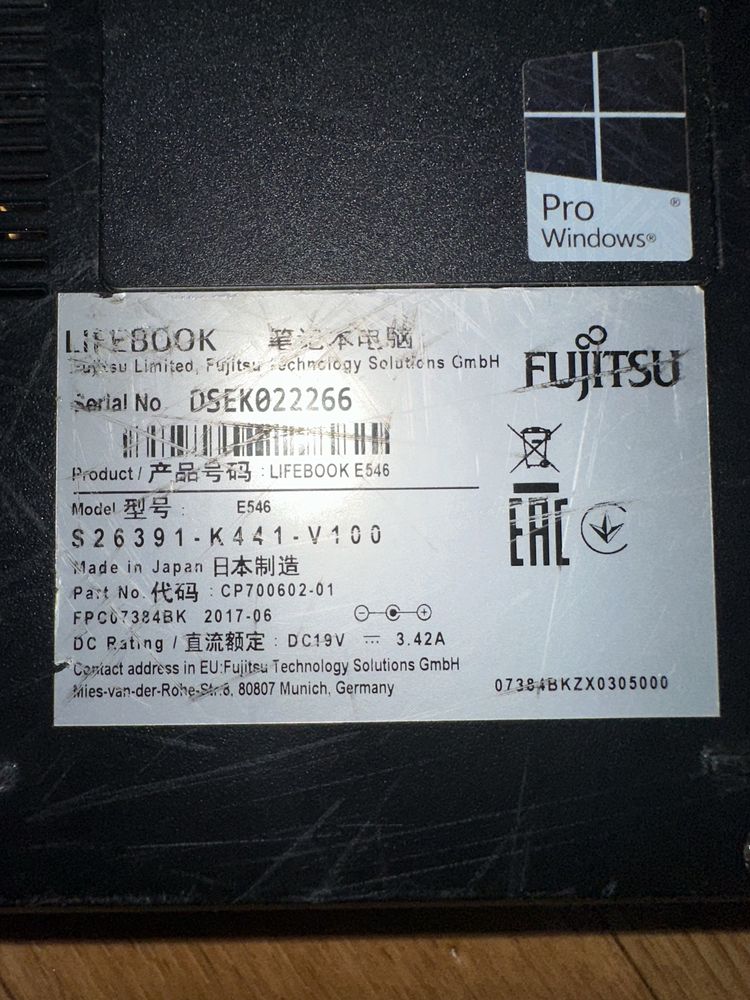 Pro ®
Windows®
LIFEBOOK 笔记本电脑
Fujitsu Limited, Fujitsu Technology Solutions GmbH
FUJITSU
Serial No DSEK022266
Product / 产品号码 : LIFEBOOK E546
Model 型号 : E546
S26391-K441-V100
EAC
Made in Japan 日本制造
Part No. 代码 : CP700602-01
FPC07384BK 2017-06
DC Rating / 直流额定 : DC19V ⎓ 3.42A
Contact address in EU:Fujitsu Technology Solutions GmbH
Mies-van-der-Rohe-Str.8, 80807 Munich, Germany
07384BKZX0305000